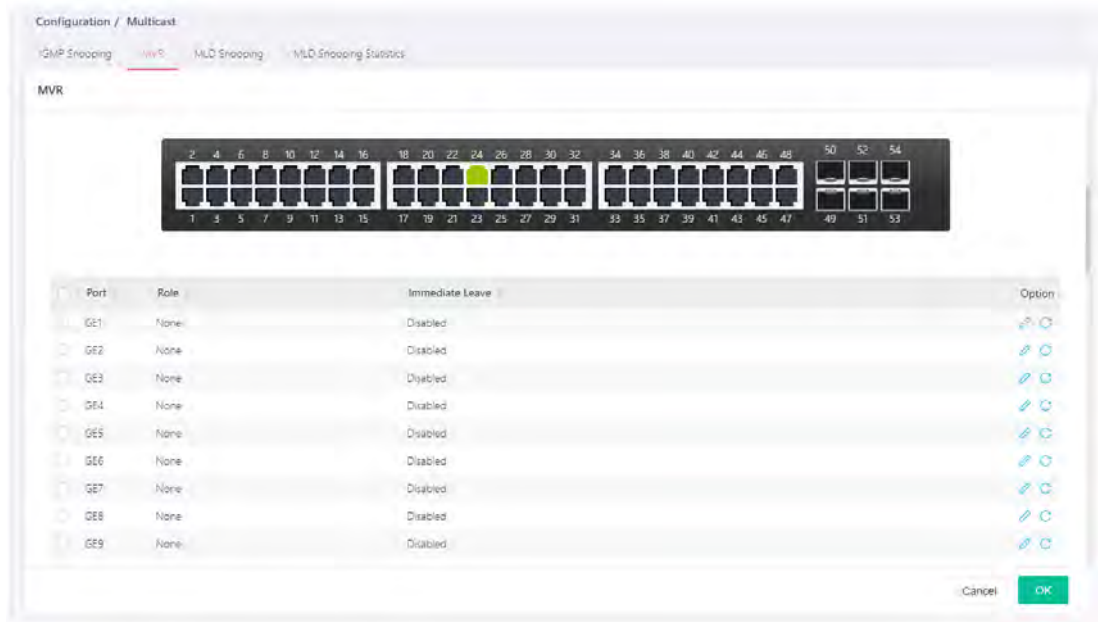 Configuration / Multicast
IGMP Snooping MVR MLD Snooping MLD Snooping Statistics
MVR
2 4 6 8 10 12 14 16 18 20 22 24 26 28 30 32 34 36 38 40 42 44 46 48 50 52 54
1 3 5 7 9 11 13 15 17 19 21 23 25 27 29 31 33 35 37 39 41 43 45 47 49 51 53
Port Role Immediate Leave Option
GE1 None Disabled
GE2 None Disabled
GE3 None Disabled
GE4 None Disabled
GE5 None Disabled
GE6 None Disabled
GE7 None Disabled
GE8 None Disabled
GE9 None Disabled
Cancel OK